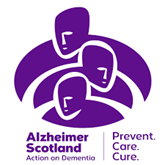 Alzheimer
Scotland
Action on Dementia
Prevent.
Care.
Cure.